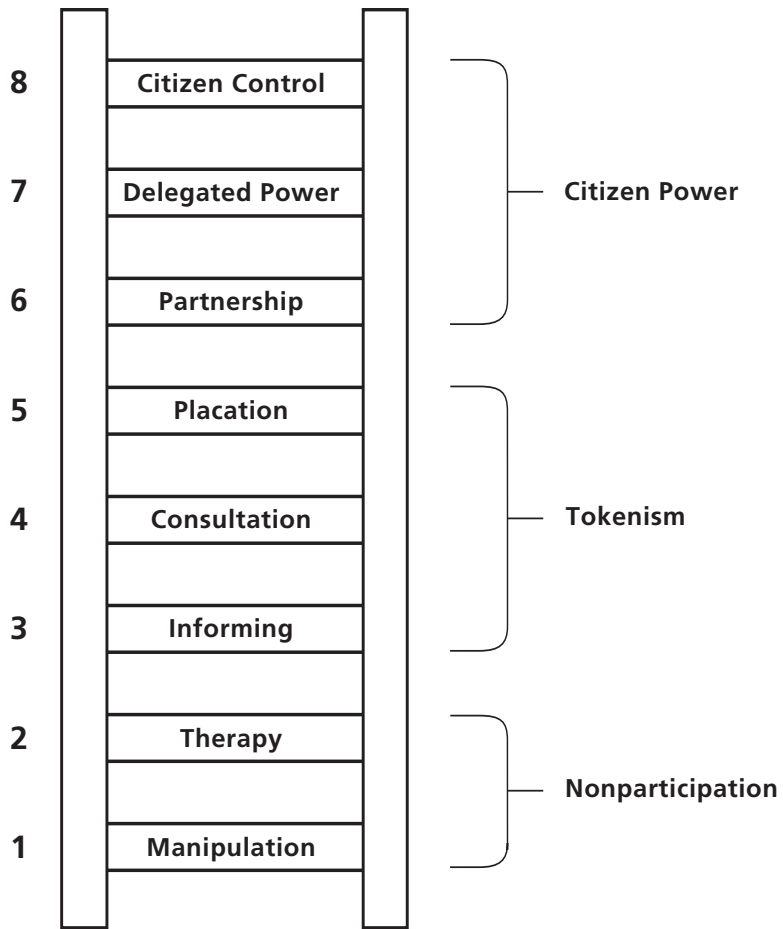 8 Citizen Control
7 Delegated Power Citizen Power
6 Partnership
5 Placation
4 Consultation Tokenism
3 Informing
2 Therapy
Nonparticipation
1 Manipulation